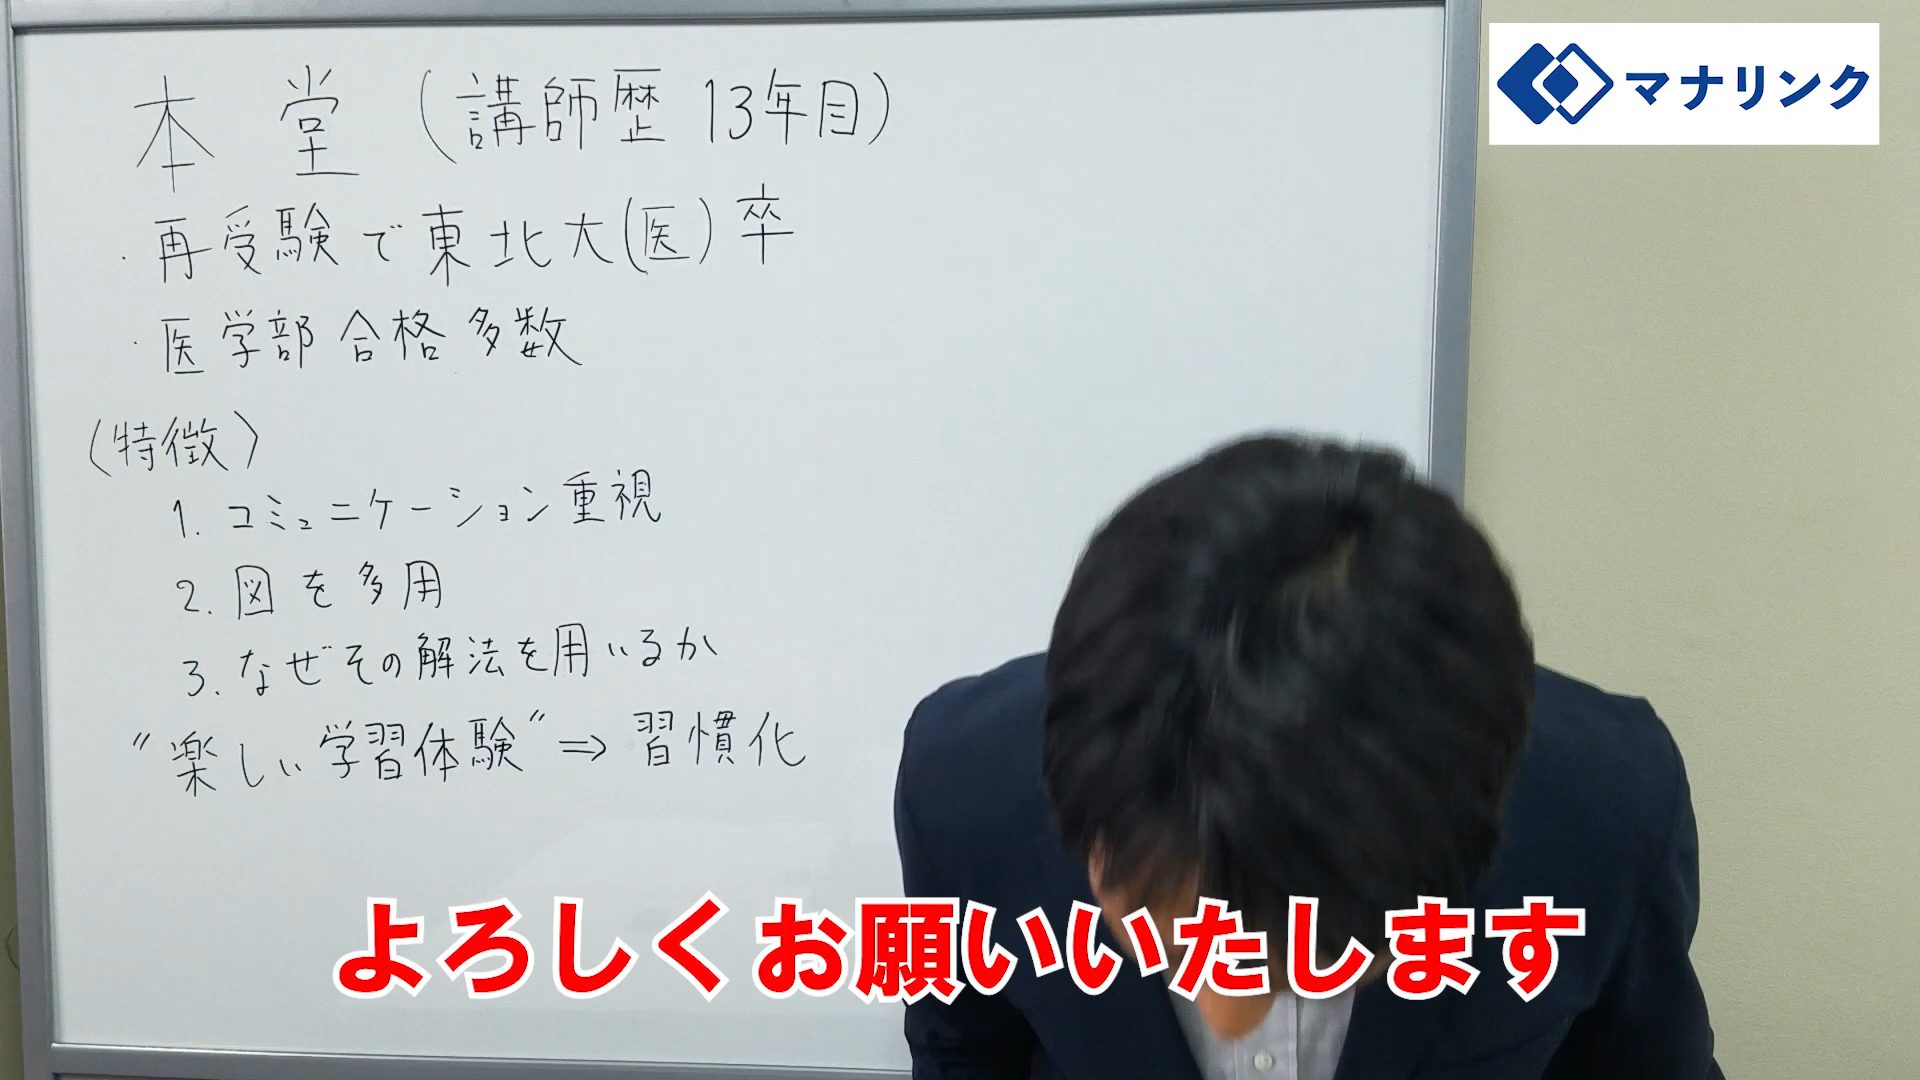 本堂(講師歴 13年目)
・再受験で東北大(医)卒
・医学部合格多数
〈特徴〉
1. コミュニケーション重視
2. 図を多用
3. なぜその解法を用いるか
"楽しい学習体験"⇒習慣化
マナリンク
よろしくお願いいたします